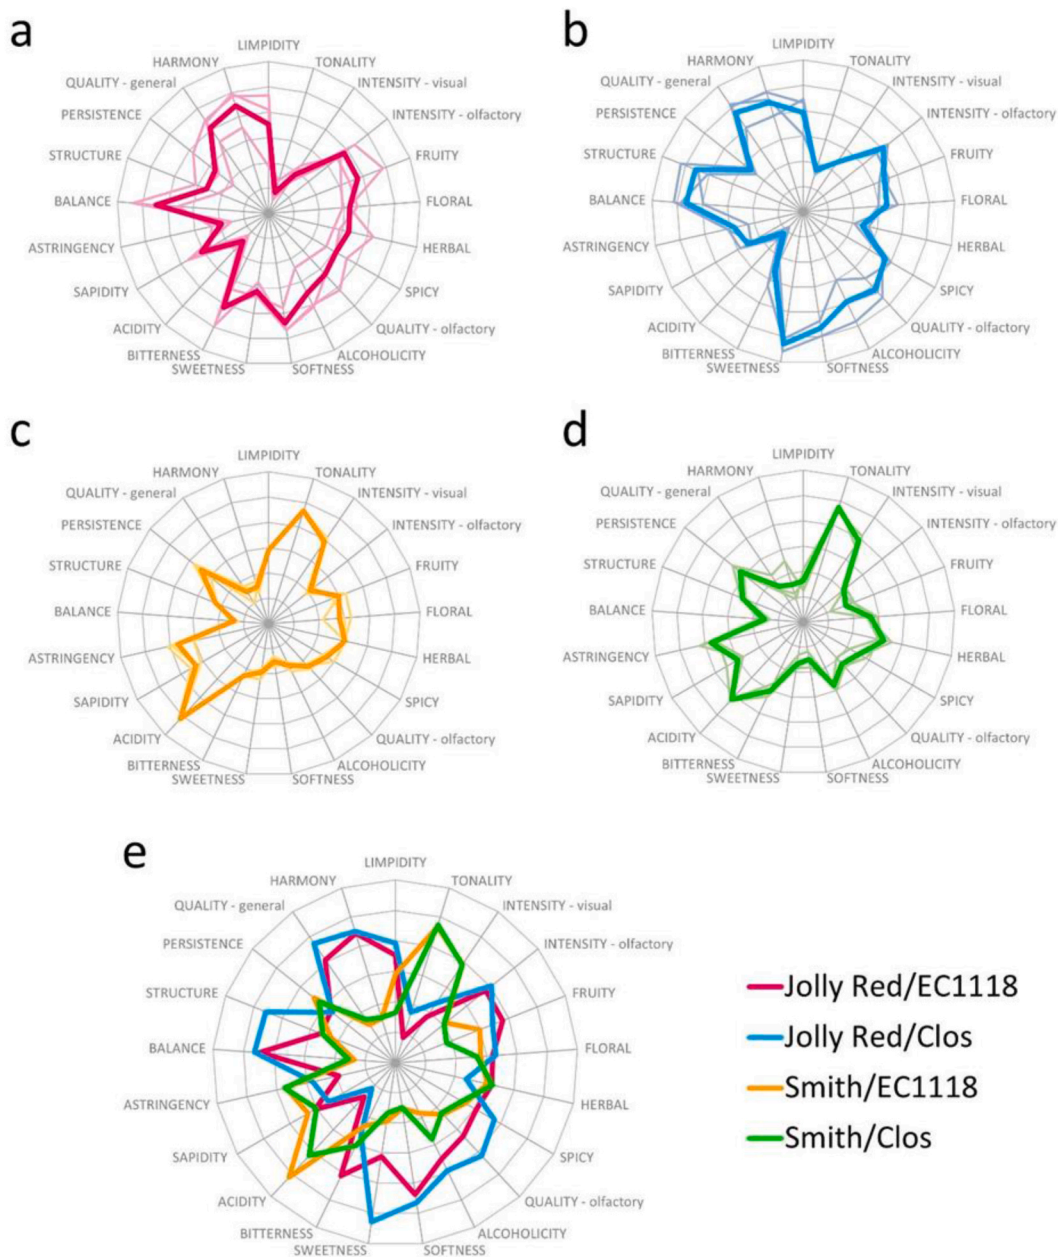 a
LIMPIDITY
HARMONY
TONALITY
QUALITY - general
INTENSITY - visual
PERSISTENCE
INTENSITY - olfactory
STRUCTURE
FRUITY
BALANCE
FLORAL
ASTRINGENCY
HERBAL
SAPIDITY
SPICY
ACIDITY
QUALITY - olfactory
BITTERNESS
ALCOHOLICITY
SWEETNESS
SOFTNESS
b
LIMPIDITY
HARMONY
TONALITY
QUALITY - general
INTENSITY - visual
PERSISTENCE
INTENSITY - olfactory
STRUCTURE
FRUITY
BALANCE
FLORAL
ASTRINGENCY
HERBAL
SAPIDITY
SPICY
ACIDITY
QUALITY - olfactory
BITTERNESS
ALCOHOLICITY
SWEETNESS
SOFTNESS
c
LIMPIDITY
HARMONY
TONALITY
QUALITY - general
INTENSITY - visual
PERSISTENCE
INTENSITY - olfactory
STRUCTURE
FRUITY
BALANCE
FLORAL
ASTRINGENCY
HERBAL
SAPIDITY
SPICY
ACIDITY
QUALITY - olfactory
BITTERNESS
ALCOHOLICITY
SWEETNESS
SOFTNESS
d
LIMPIDITY
HARMONY
TONALITY
QUALITY - general
INTENSITY - visual
PERSISTENCE
INTENSITY - olfactory
STRUCTURE
FRUITY
BALANCE
FLORAL
ASTRINGENCY
HERBAL
SAPIDITY
SPICY
ACIDITY
QUALITY - olfactory
BITTERNESS
ALCOHOLICITY
SWEETNESS
SOFTNESS
e
LIMPIDITY
HARMONY
TONALITY
QUALITY - general
INTENSITY - visual
PERSISTENCE
INTENSITY - olfactory
STRUCTURE
FRUITY
BALANCE
FLORAL
ASTRINGENCY
HERBAL
SAPIDITY
SPICY
ACIDITY
QUALITY - olfactory
BITTERNESS
ALCOHOLICITY
SWEETNESS
SOFTNESS
Jolly Red/EC1118
Jolly Red/Clos
Smith/EC1118
Smith/Clos